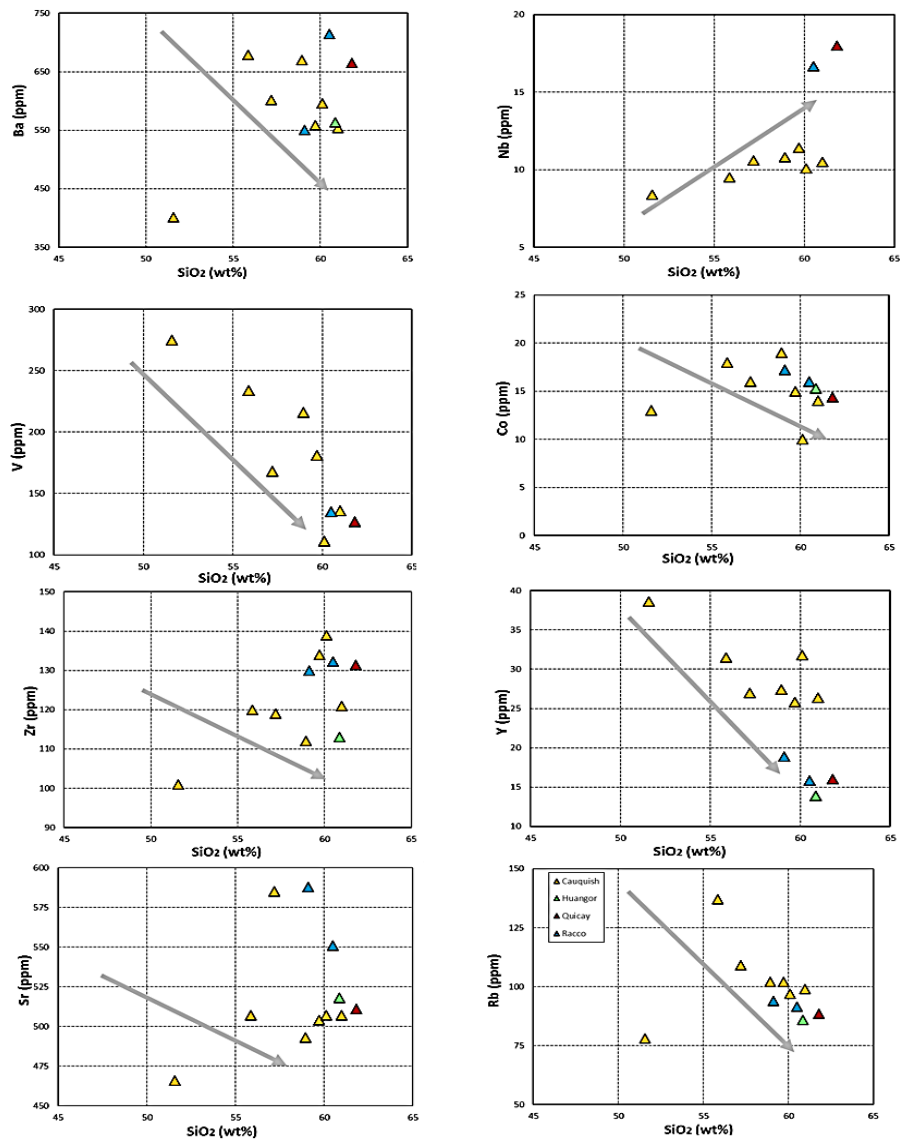 750
650
550
450
350
Ba (ppm)
45 50 55 60 65
SiO₂ (wt%)
20
15
10
5
Nb (ppm)
45 50 55 60 65
SiO₂ (wt%)
300
250
200
150
100
V (ppm)
45 50 55 60 65
SiO₂ (wt%)
25
20
15
10
5
0
Co (ppm)
45 50 55 60 65
SiO₂ (wt%)
150
140
130
120
110
100
90
Zr (ppm)
45 50 55 60 65
SiO₂ (wt%)
40
35
30
25
20
15
10
Y (ppm)
45 50 55 60 65
SiO₂ (wt%)
600
575
550
525
500
475
450
Sr (ppm)
45 50 55 60 65
SiO₂ (wt%)
150
125
100
75
50
Rb (ppm)
Cauquish
Huangor
Quicay
Racco
45 50 55 60 65
SiO₂ (wt%)